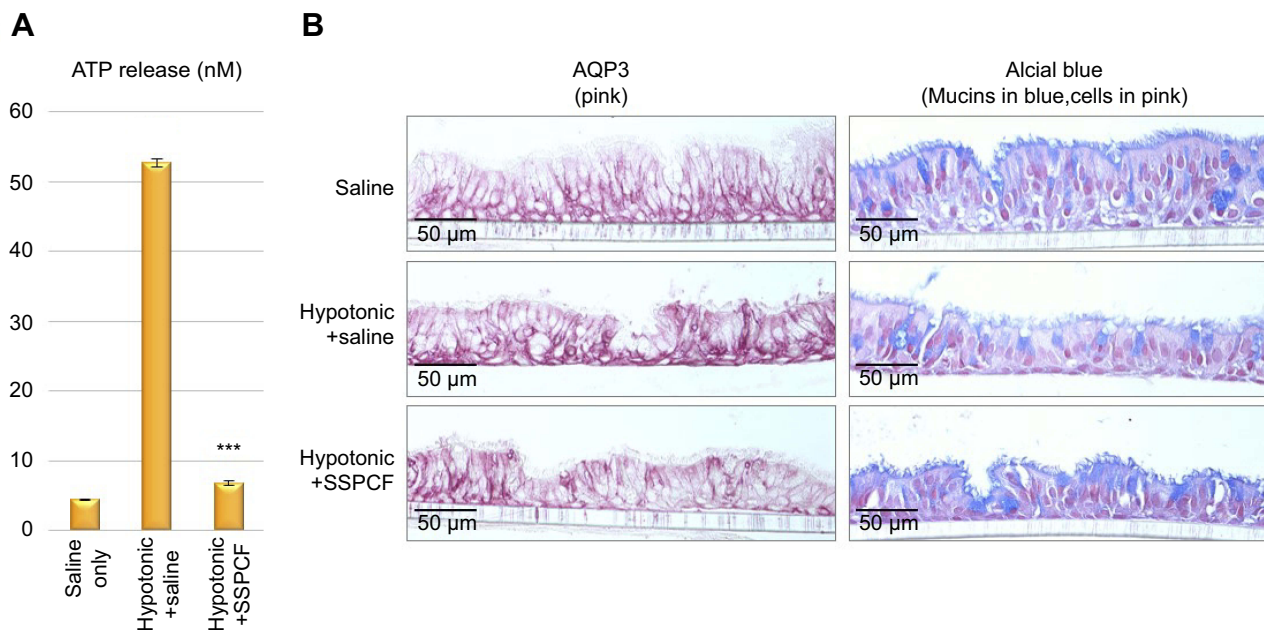 A
ATP release (nM)
60
50
40
30
20
10
0
***
Saline
only
Hypotonic
+saline
Hypotonic
+SSPCF
B
AQP3
(pink)
Alcial blue
(Mucins in blue,cells in pink)
Saline
50 µm
50 µm
Hypotonic
+saline
50 µm
50 µm
Hypotonic
+SSPCF
50 µm
50 µm